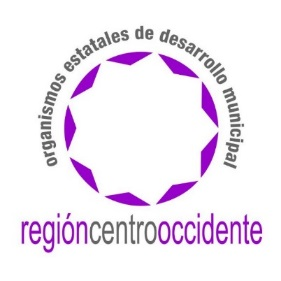 organismos estatales de desarrollo municipal
regióncentrooccidente